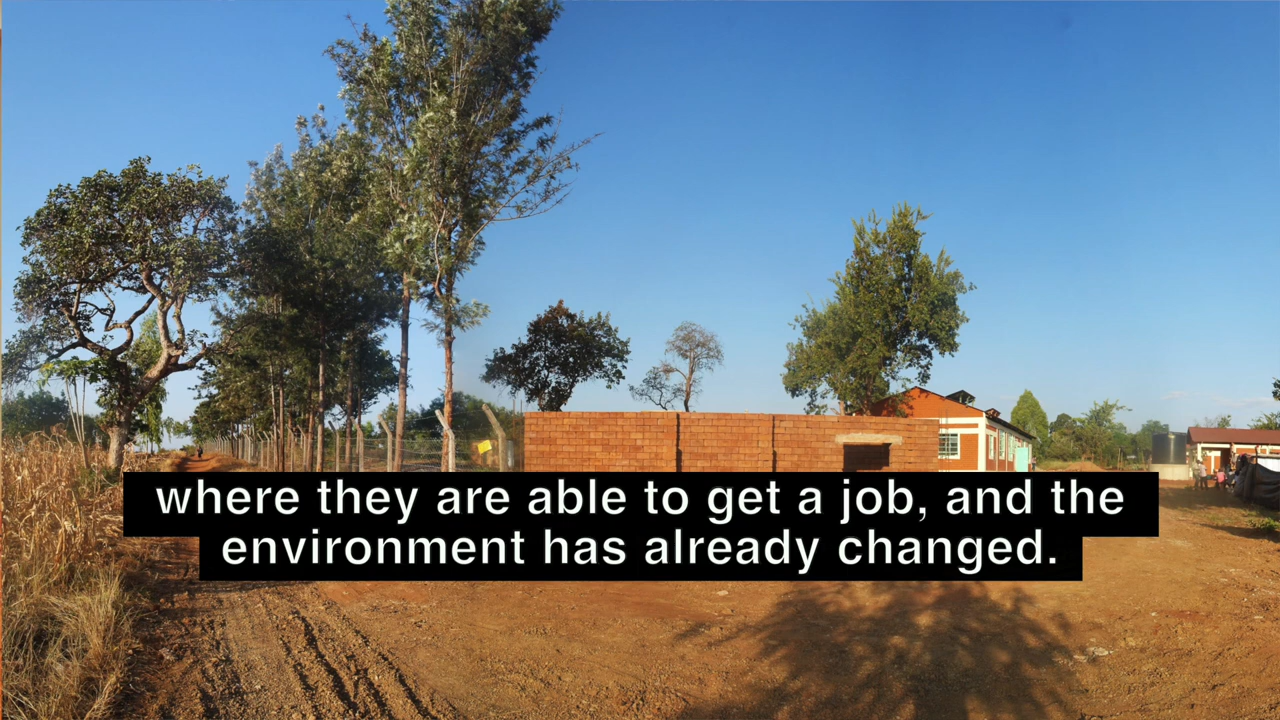 where they are able to get a job, and the
environment has already changed.